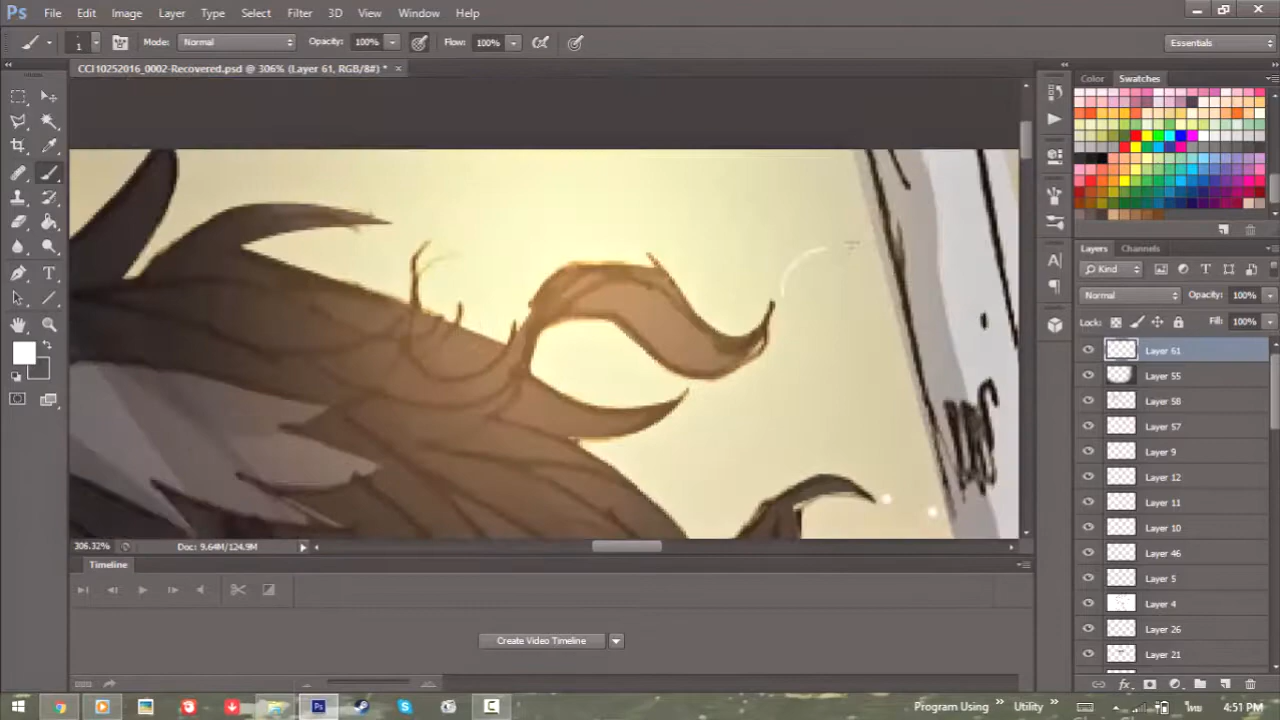 Ps File Edit Image Layer Type Select Filter 3D View Window Help
1 Mode: Normal Opacity: 100% Flow: 100% Essentials
CCI10252016_0002-Recovered.psd @ 306% (Layer 61, RGB/8#) * ×
Color Swatches
Layers Channels
Kind
Normal Opacity: 100%
Lock: Fill: 100%
Layer 61
Layer 55
Layer 58
Layer 57
Layer 9
Layer 12
Layer 11
Layer 10
Layer 46
Layer 5
Layer 4
Layer 26
Layer 21
306.32% Doc: 9.64M/124.9M
Timeline
Create Video Timeline
Program Using » Utility » 4:51 PM